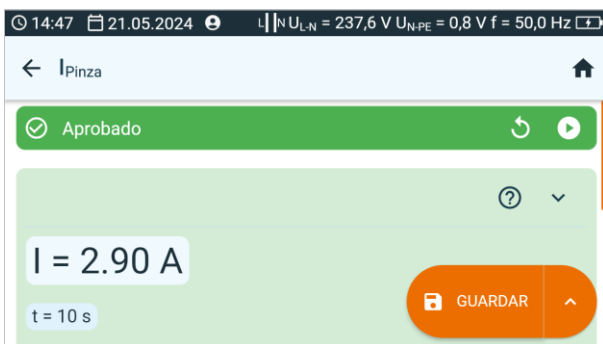 14:47 21.05.2024 L N U L-N = 237,6 V U N-PE = 0,8 V f = 50,0 Hz
I Pinza
Aprobado
I = 2.90 A
t = 10 s
GUARDAR